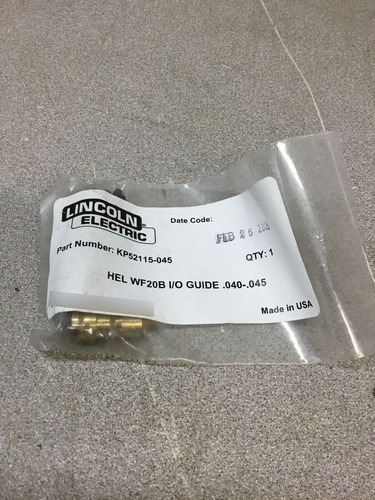 LINCOLN
ELECTRIC
Date Code:
FEB 26
Part Number: KP52115-045
QTY: 1
HEL WF20B I/O GUIDE .040-.045
Made in USA